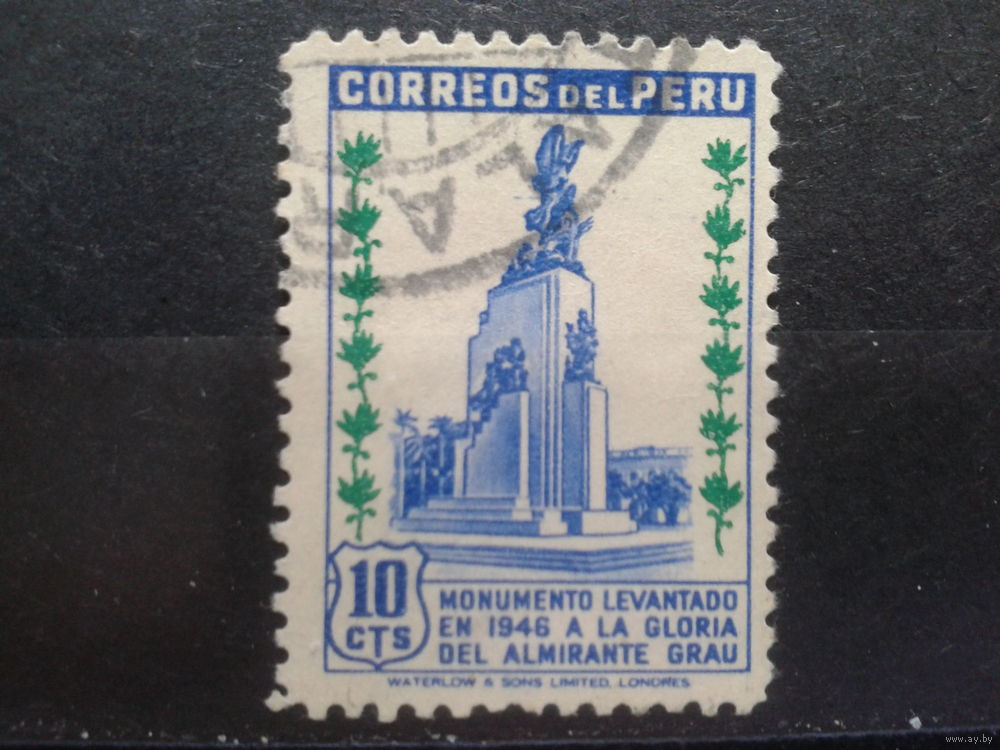 CORREOS DEL PERU
10
CTS
MONUMENTO LEVANTADO
EN 1946 A LA GLORIA
DEL ALMIRANTE GRAU
WATERLOW & SONS LIMITED, LONDRES
www.ay.by